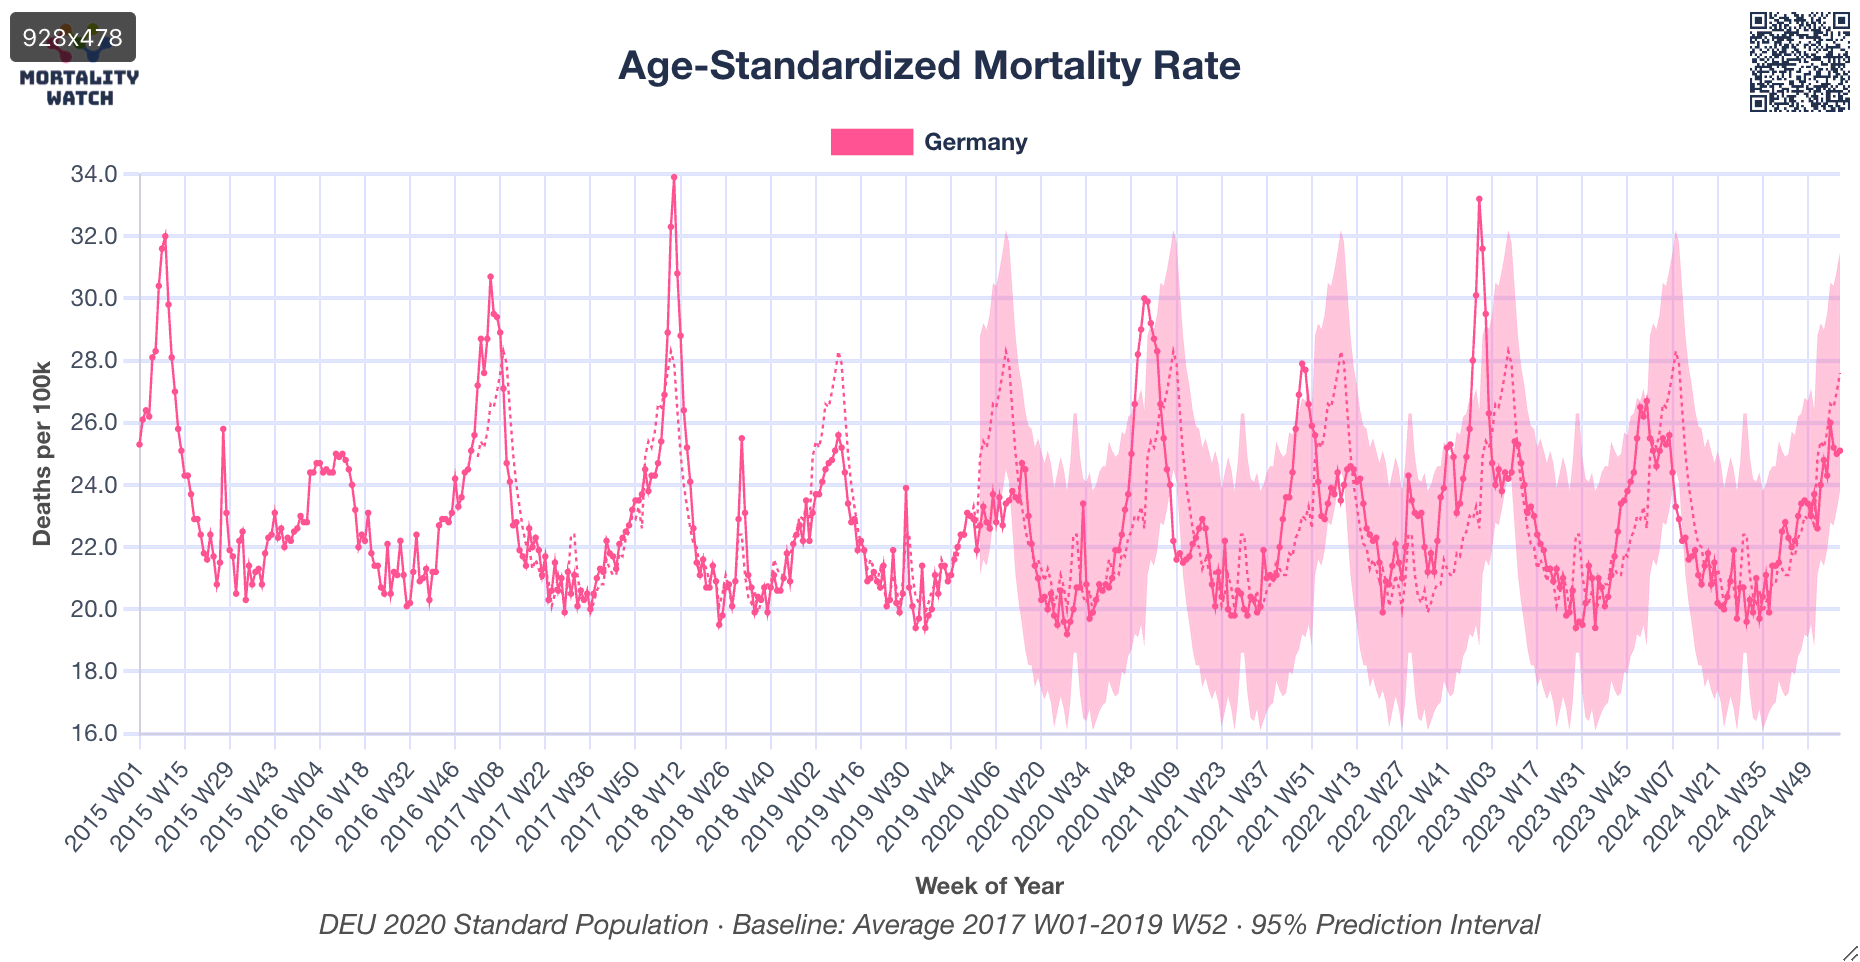 928x478
MORTALITY
WATCH
Age-Standardized Mortality Rate
Germany
Deaths per 100k
34.0
32.0
30.0
28.0
26.0
24.0
22.0
20.0
18.0
16.0
2015 W01
2015 W15
2015 W29
2015 W43
2016 W04
2016 W18
2016 W32
2016 W46
2017 W08
2017 W22
2017 W36
2017 W50
2018 W12
2018 W26
2018 W40
2019 W02
2019 W16
2019 W30
2019 W44
2020 W06
2020 W20
2020 W34
2020 W48
2021 W09
2021 W23
2021 W37
2021 W51
2022 W13
2022 W27
2022 W41
2023 W03
2023 W17
2023 W31
2023 W45
2024 W07
2024 W21
2024 W35
2024 W49
Week of Year
DEU 2020 Standard Population · Baseline: Average 2017 W01-2019 W52 · 95% Prediction Interval